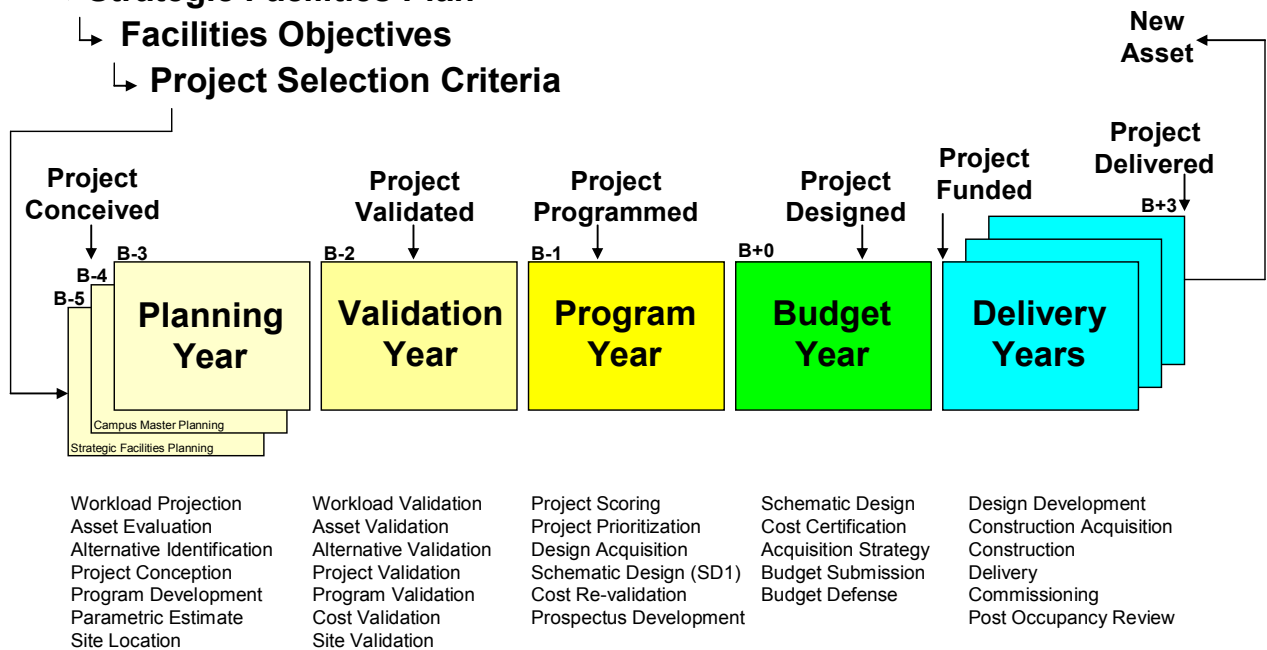 Facilities Objectives
Project Selection Criteria
New
Asset
Project
Conceived
Project
Validated
Project
Programmed
Project
Designed
Project
Funded
Project
Delivered
B-5
B-4
B-3
B-2
B-1
B+0
B+3
Planning
Year
Validation
Year
Program
Year
Budget
Year
Delivery
Years
Campus Master Planning
Strategic Facilities Planning
Workload Projection
Asset Evaluation
Alternative Identification
Project Conception
Program Development
Parametric Estimate
Site Location
Workload Validation
Asset Validation
Alternative Validation
Project Validation
Program Validation
Cost Validation
Site Validation
Project Scoring
Project Prioritization
Design Acquisition
Schematic Design (SD1)
Cost Re-validation
Prospectus Development
Schematic Design
Cost Certification
Acquisition Strategy
Budget Submission
Budget Defense
Design Development
Construction Acquisition
Construction
Delivery
Commissioning
Post Occupancy Review